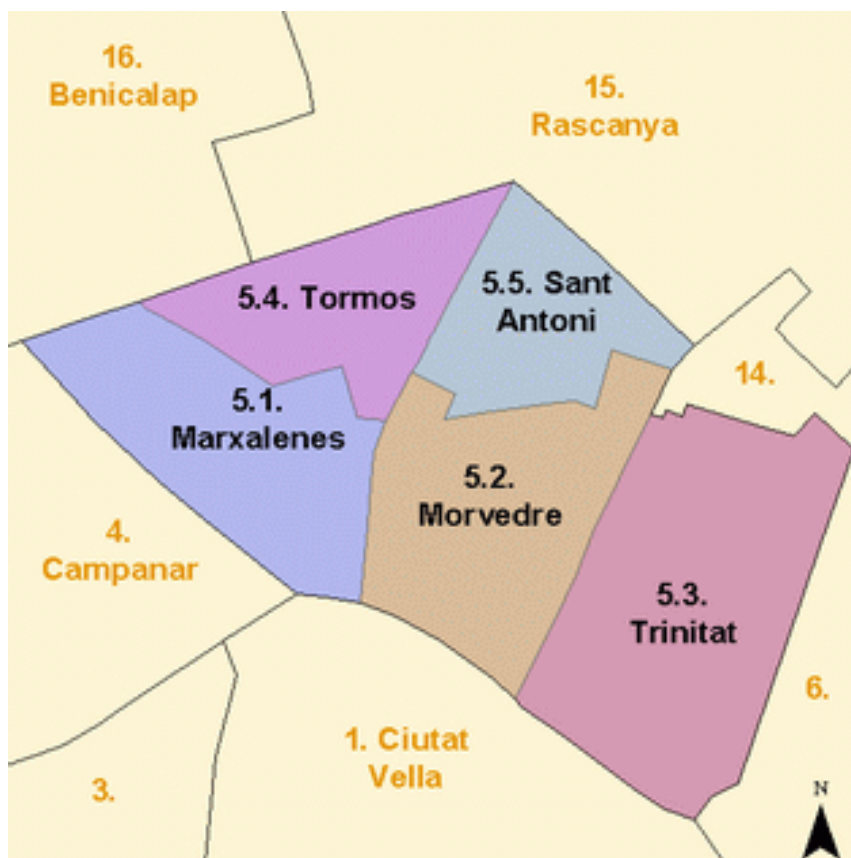 16.
Benicalap
15.
Rascanya
5.4. Tormos
5.5. Sant
Antoni
14.
5.1.
Marxalenes
5.2.
Morvedre
4.
Campanar
5.3.
Trinitat
6.
1. Ciutat
Vella
3.
N